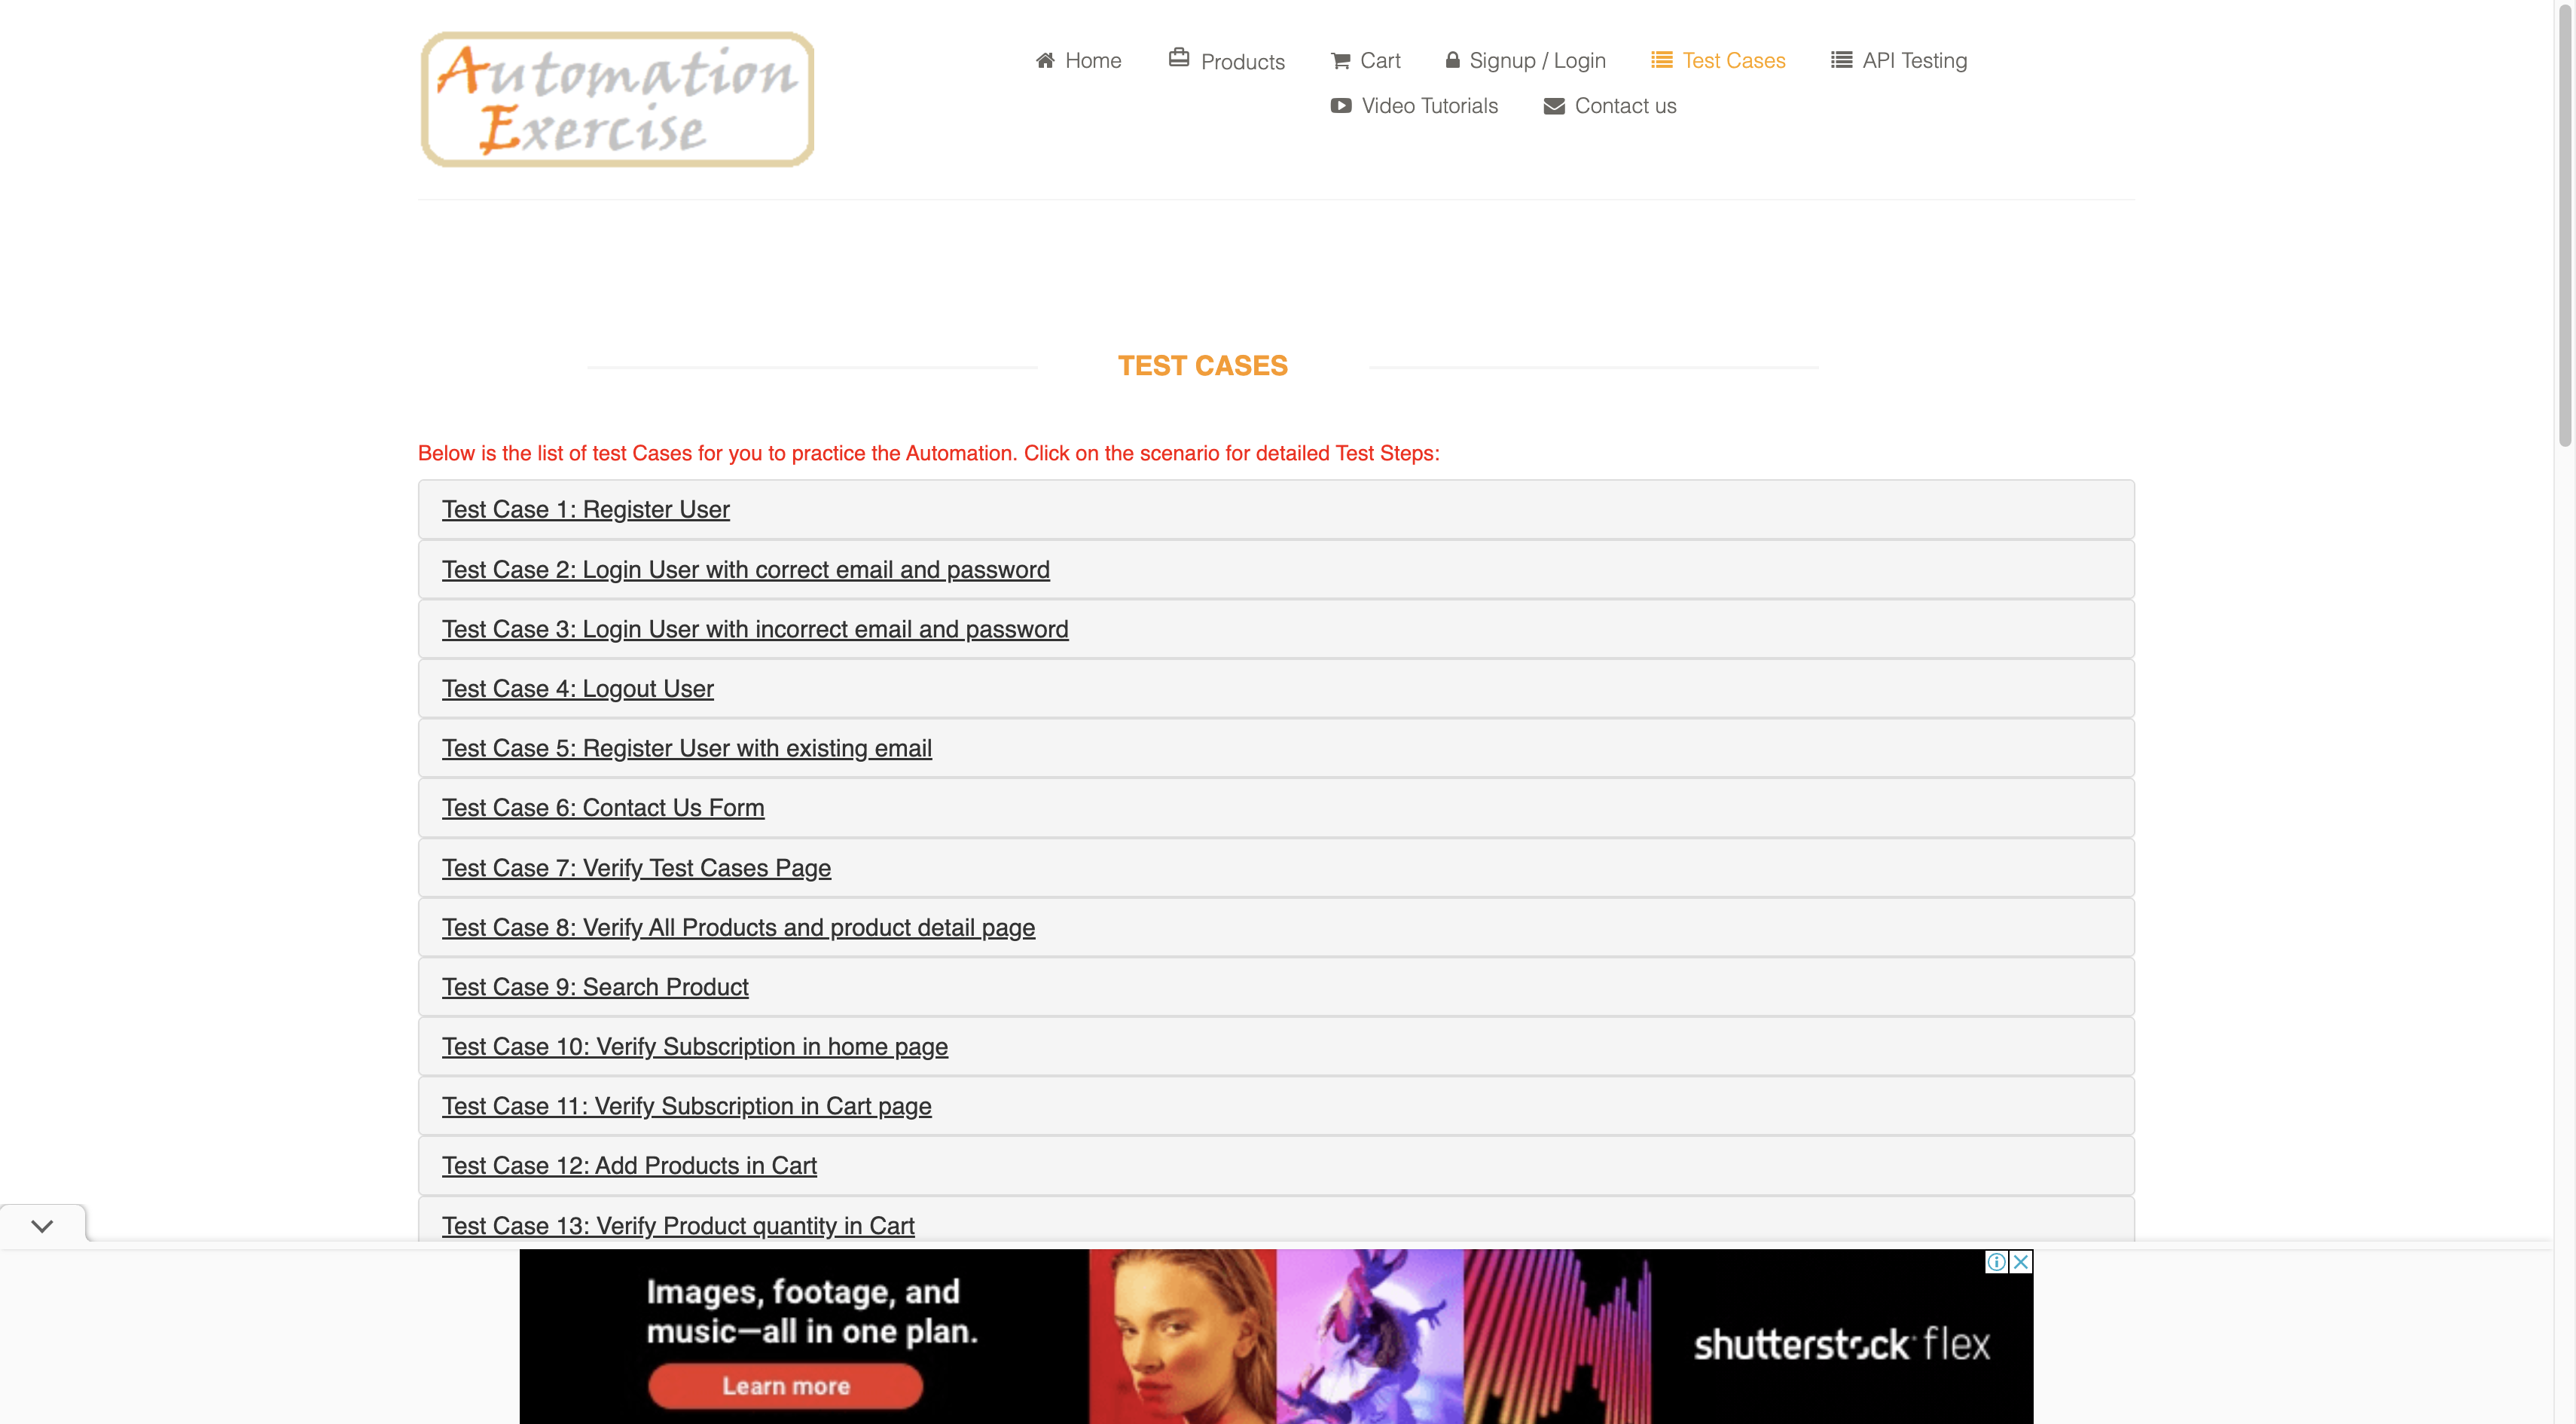 Automation
Exercise
Home
Products
Cart
Signup / Login
Test Cases
API Testing
Video Tutorials
Contact us
TEST CASES
Below is the list of test Cases for you to practice the Automation. Click on the scenario for detailed Test Steps:
Test Case 1: Register User
Test Case 2: Login User with correct email and password
Test Case 3: Login User with incorrect email and password
Test Case 4: Logout User
Test Case 5: Register User with existing email
Test Case 6: Contact Us Form
Test Case 7: Verify Test Cases Page
Test Case 8: Verify All Products and product detail page
Test Case 9: Search Product
Test Case 10: Verify Subscription in home page
Test Case 11: Verify Subscription in Cart page
Test Case 12: Add Products in Cart
Test Case 13: Verify Product quantity in Cart
Images, footage, and
music—all in one plan.
Learn more
shutterstock flex